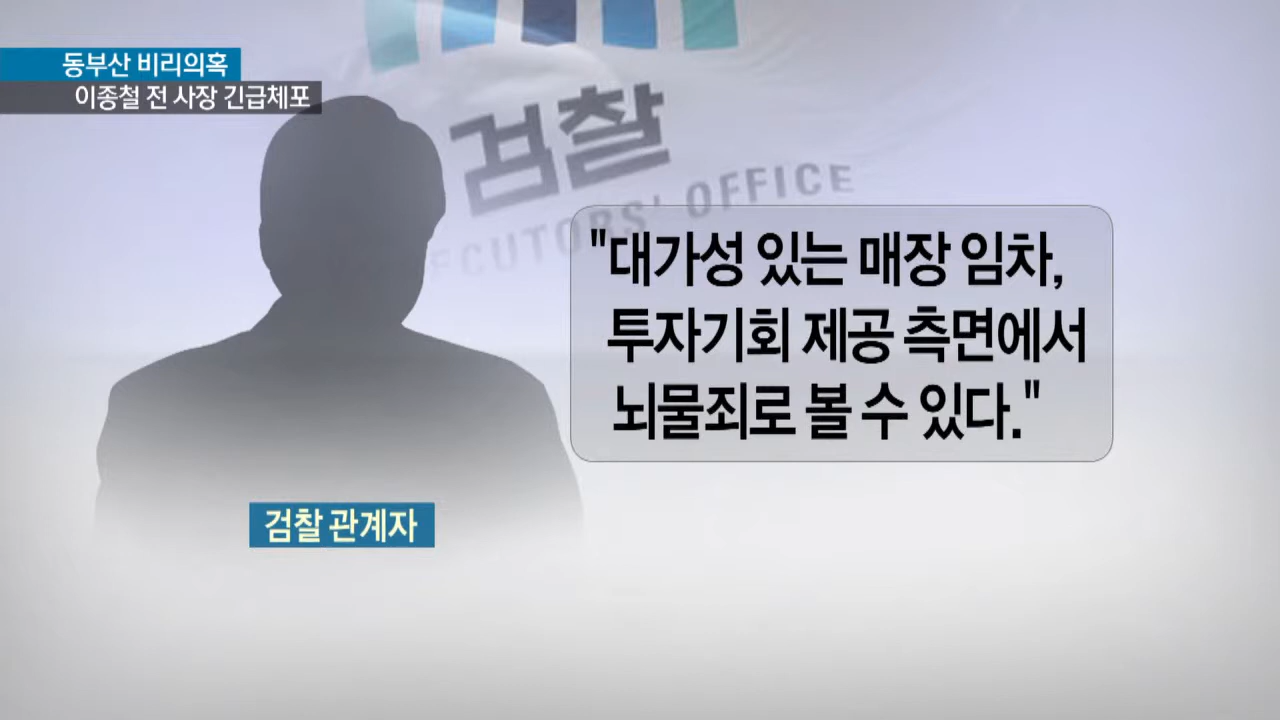 동부산 비리의혹
이종철 전 사장 긴급체포
검찰
ECUTORS' OFFICE
"대가성 있는 매장 임차,
투자기회 제공 측면에서
뇌물죄로 볼 수 있다."
검찰 관계자